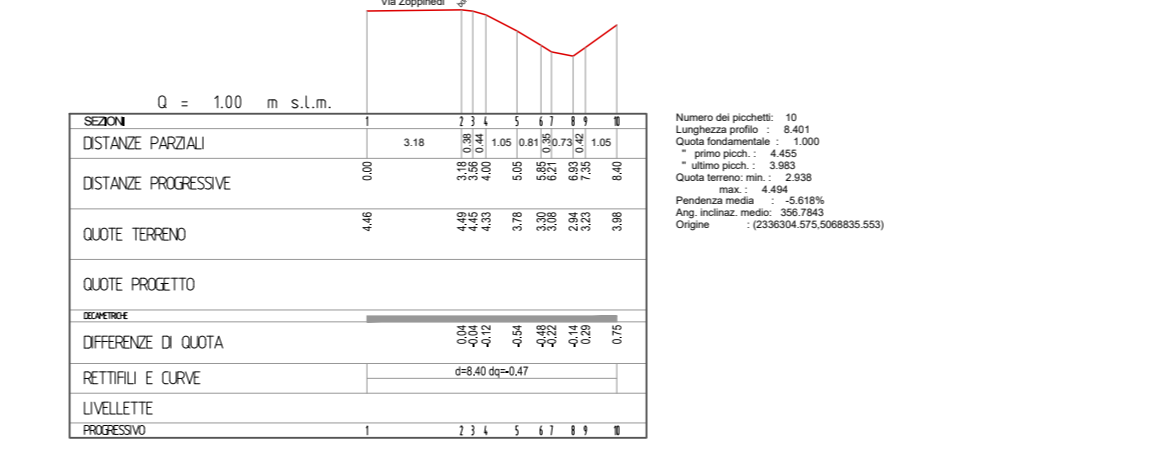 Via Zoppinedi
Q = 1.00 m s.l.m.
SEZIONI 1 2 3 4 5 6 7 8 9 10
DISTANZE PARZIALI 3.18 0.38 0.44 1.05 0.81 0.35 0.73 0.42 1.05
DISTANZE PROGRESSIVE 0.00 3.18 3.56 4.00 5.05 5.85 6.21 6.93 7.35 8.40
QUOTE TERRENO 4.46 4.49 4.45 4.33 3.78 3.30 3.08 2.94 3.23 3.98
QUOTE PROGETTO
DECAMETRICHE
DIFFERENZE DI QUOTA 0.04 -0.04 -0.12 -0.54 -0.48 -0.22 -0.14 0.29 0.75
RETTIFILI E CURVE d=8.40 dq=-0.47
LIVELLETTE
PROGRESSIVO 1 2 3 4 5 6 7 8 9 10
Numero dei picchetti: 10
Lunghezza profilo : 8.401
Quota fondamentale : 1.000
" primo picch. : 4.455
" ultimo picch. : 3.983
Quota terreno: min. : 2.938
max. : 4.494
Pendenza media : -5.618%
Ang. inclinaz. medio: 356.7843
Origine : (2336304.575,5068835.553)